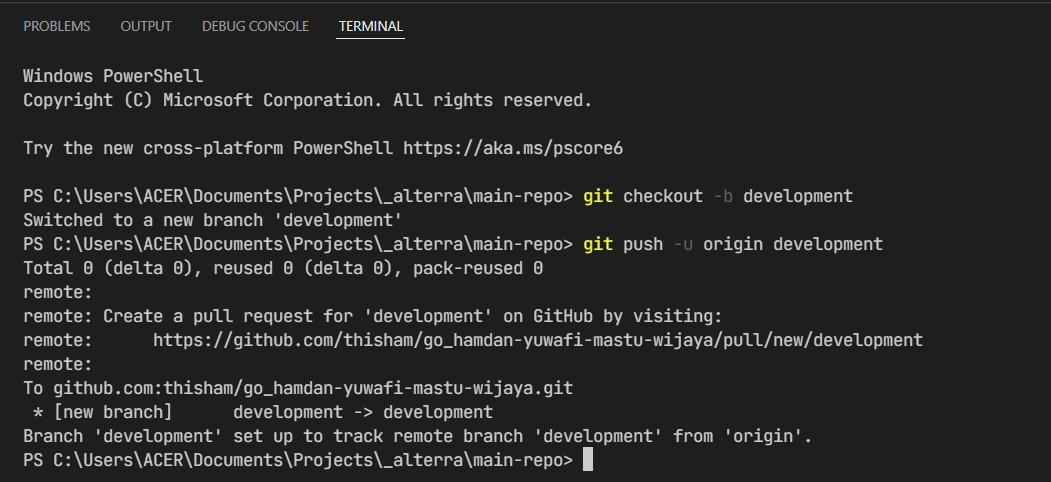 PROBLEMS OUTPUT DEBUG CONSOLE TERMINAL
Windows PowerShell
Copyright (C) Microsoft Corporation. All rights reserved.
Try the new cross-platform PowerShell https://aka.ms/pscore6
PS C:\Users\ACER\Documents\Projects\_alterra\main-repo> git checkout -b development
Switched to a new branch 'development'
PS C:\Users\ACER\Documents\Projects\_alterra\main-repo> git push -u origin development
Total 0 (delta 0), reused 0 (delta 0), pack-reused 0
remote:
remote: Create a pull request for 'development' on GitHub by visiting:
remote:      https://github.com/thisham/go_hamdan-yuwafi-mastu-wijaya/pull/new/development
remote:
To github.com:thisham/go_hamdan-yuwafi-mastu-wijaya.git
 * [new branch]      development -> development
Branch 'development' set up to track remote branch 'development' from 'origin'.
PS C:\Users\ACER\Documents\Projects\_alterra\main-repo>